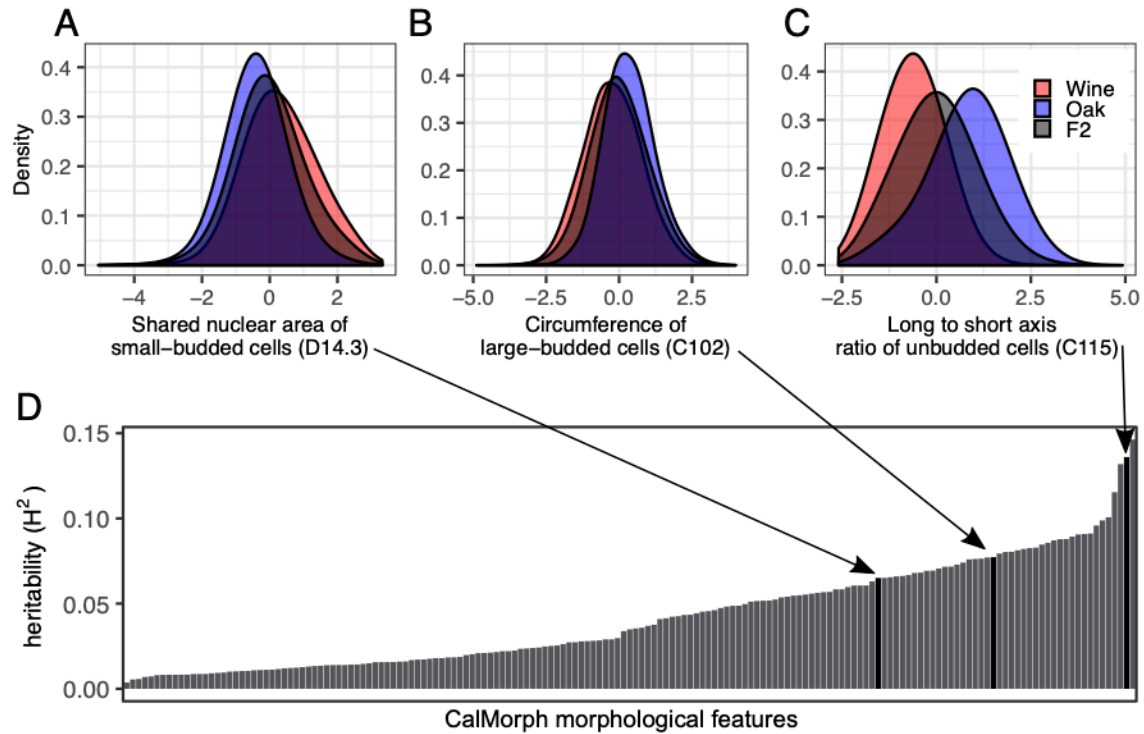 A
B
C
Density
0.4
0.3
0.2
0.1
0.0
−4
−2
0
2
Shared nuclear area of
small−budded cells (D14.3)
0.4
0.3
0.2
0.1
0.0
−5.0
−2.5
0.0
2.5
Circumference of
large−budded cells (C102)
0.4
0.3
0.2
0.1
0.0
−2.5
0.0
2.5
5.0
Long to short axis
ratio of unbudded cells (C115)
Wine
Oak
F2
D
heritability (H² )
0.15
0.10
0.05
0.00
CalMorph morphological features